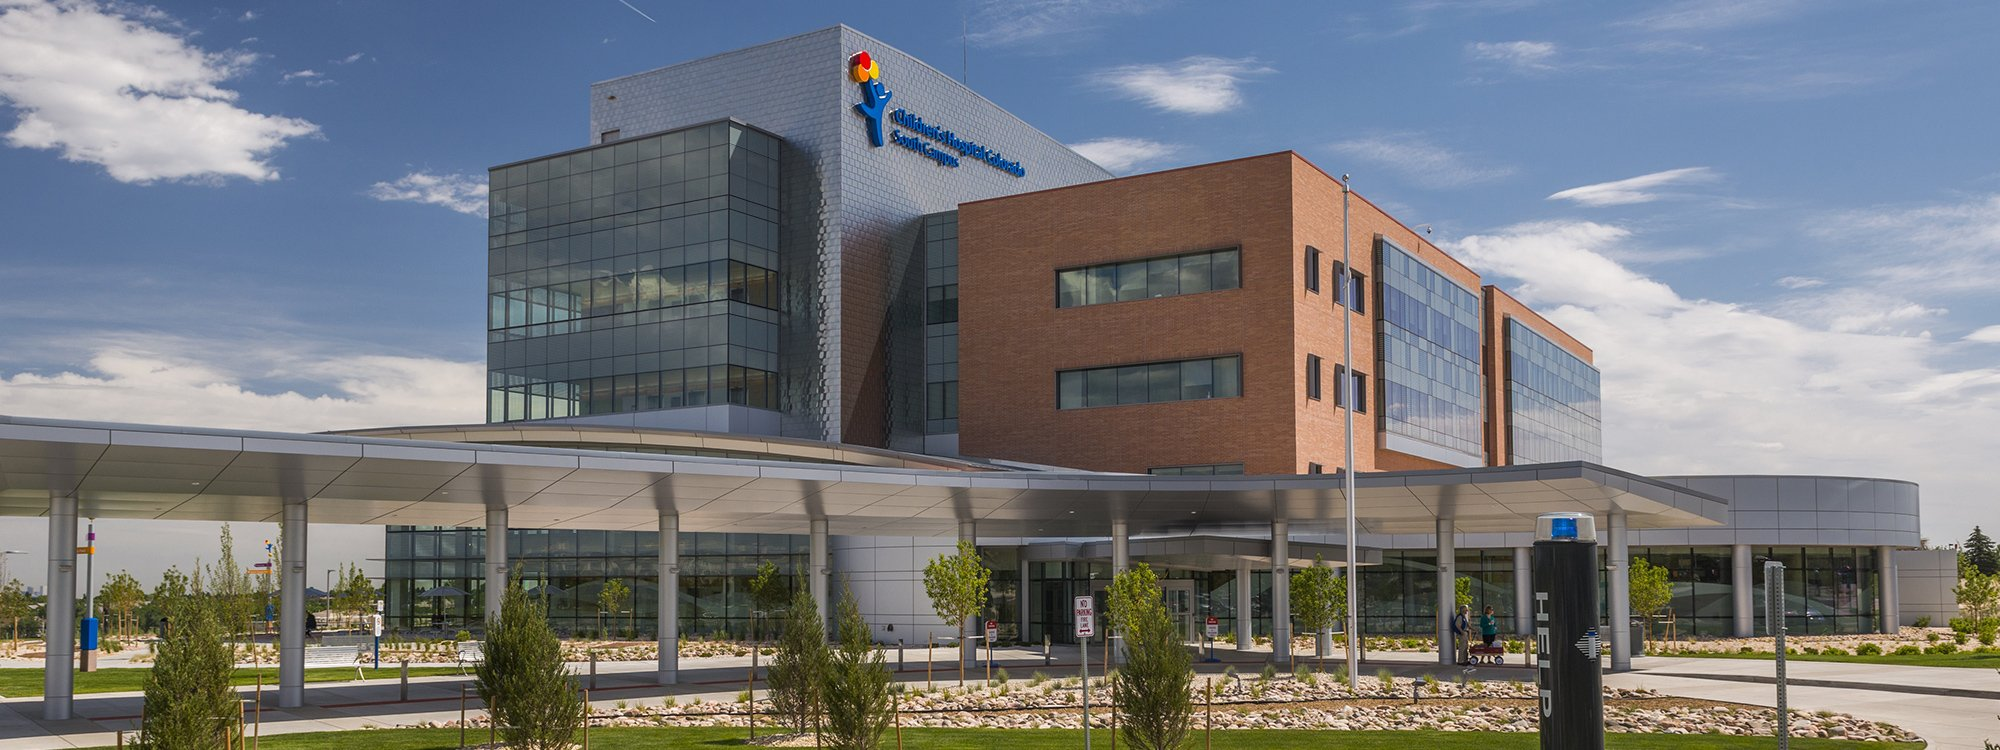 Children's Hospital Colorado
South Campus
NO
PARKING
FIRE
LANE
HELP